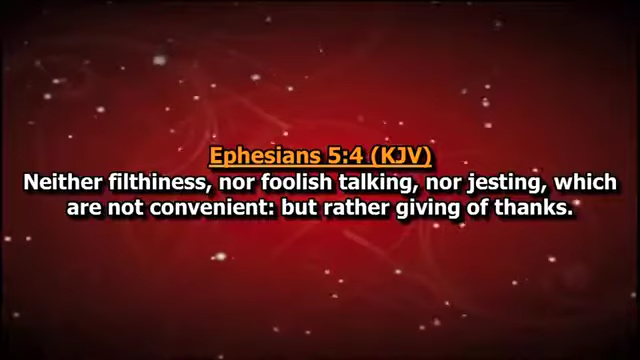 Ephesians 5:4 (KJV)
Neither filthiness, nor foolish talking, nor jesting, which
are not convenient: but rather giving of thanks.